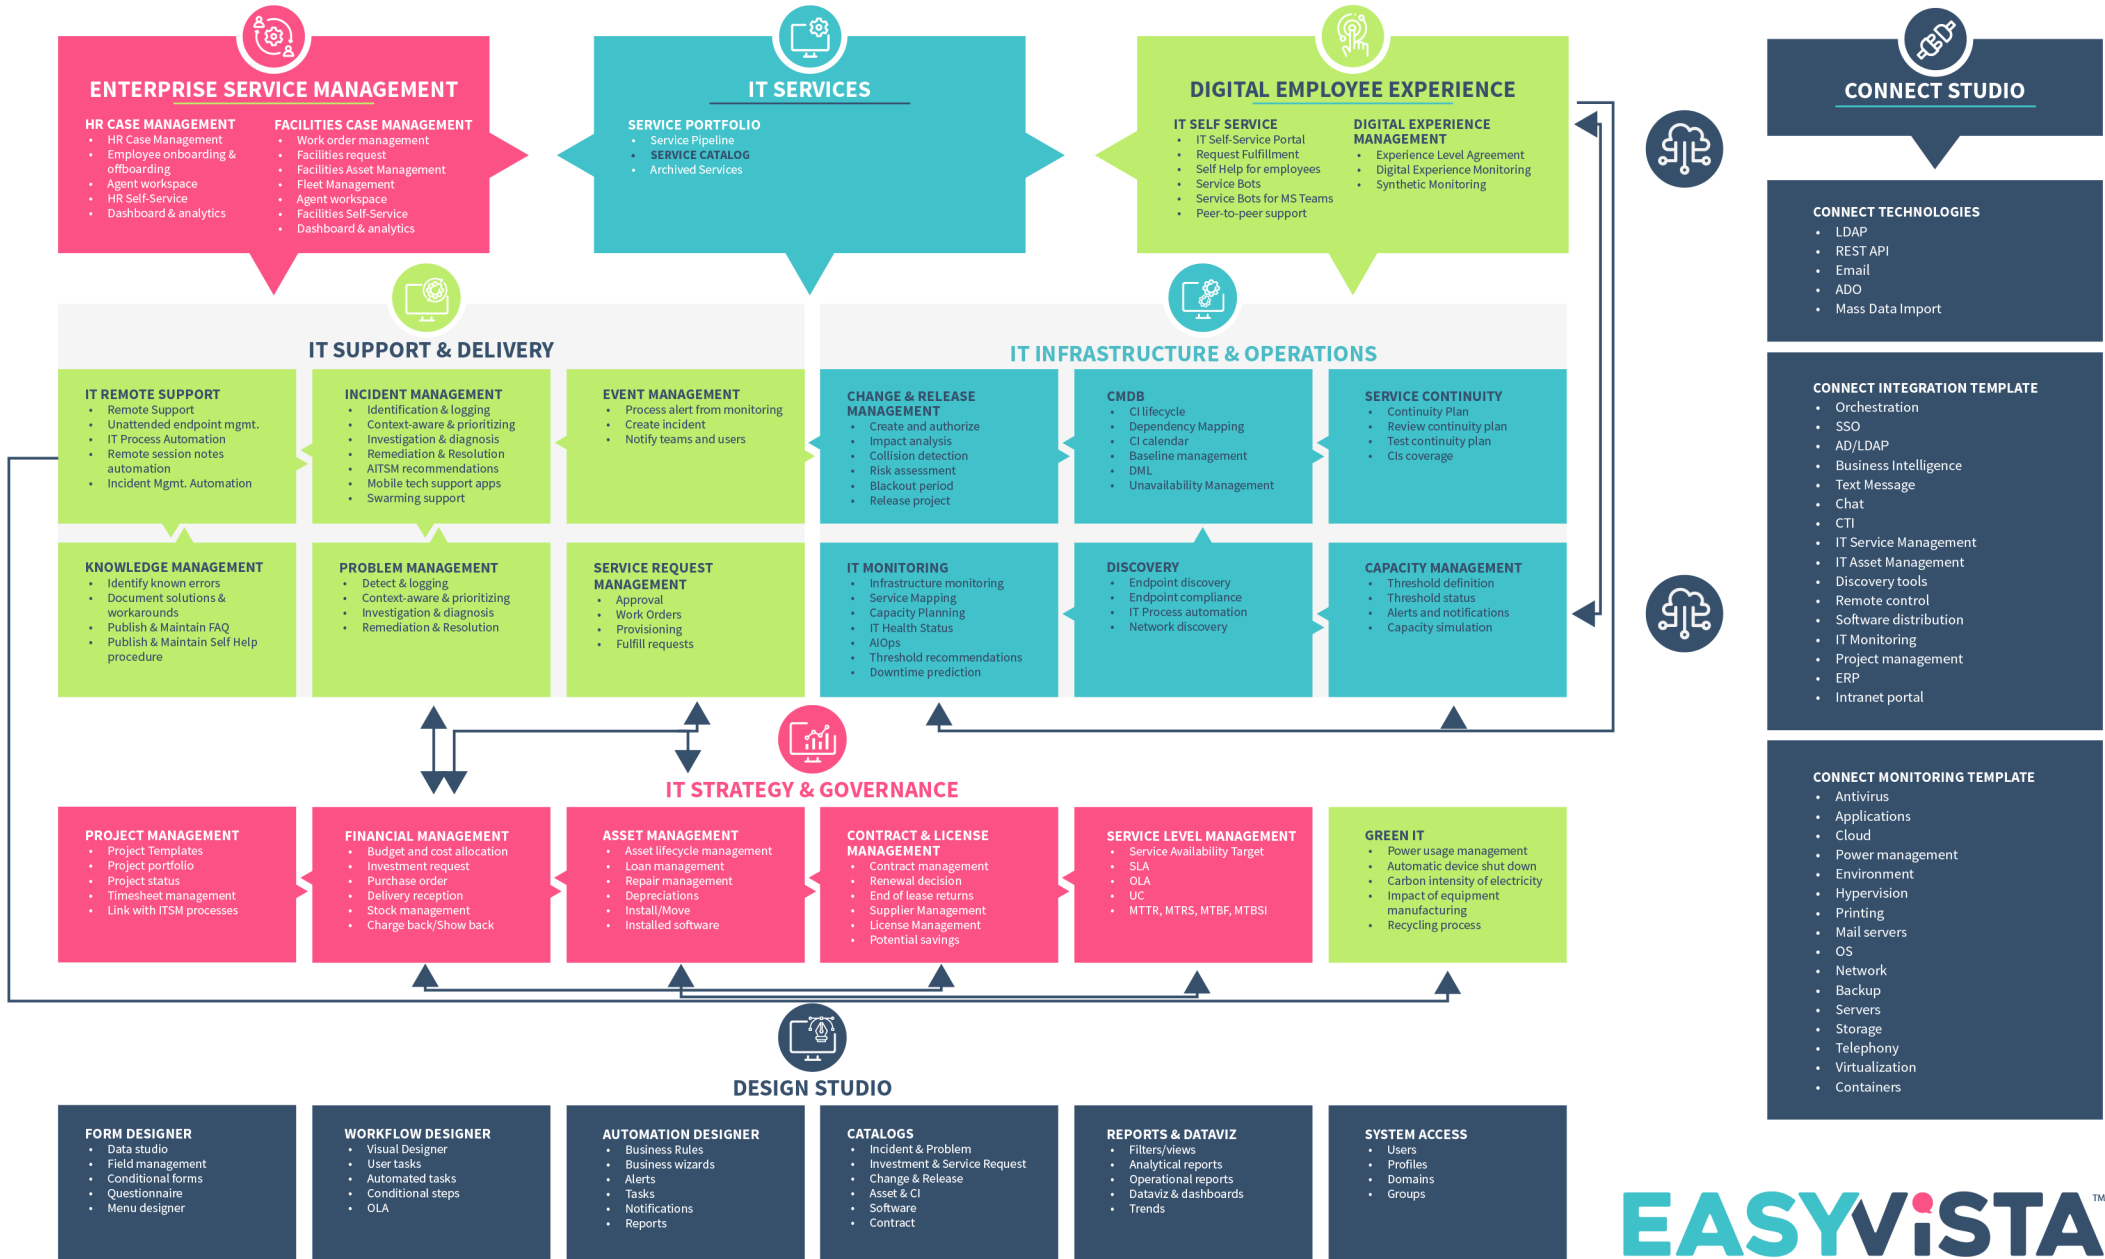 ENTERPRISE SERVICE MANAGEMENT
HR CASE MANAGEMENT
• HR Case Management
• Employee onboarding &
offboarding
• Agent workspace
• HR Self-Service
• Dashboard & analytics
FACILITIES CASE MANAGEMENT
• Work order management
• Facilities request
• Facilities Asset Management
• Fleet Management
• Agent workspace
• Facilities Self-Service
• Dashboard & analytics
IT SERVICES
SERVICE PORTFOLIO
• Service Pipeline
• SERVICE CATALOG
• Archived Services
DIGITAL EMPLOYEE EXPERIENCE
IT SELF SERVICE
• IT Self-Service Portal
• Request Fulfillment
• Self Help for employees
• Service Bots
• Service Bots for MS Teams
• Peer-to-peer support
DIGITAL EXPERIENCE
MANAGEMENT
• Experience Level Agreement
• Digital Experience Monitoring
• Synthetic Monitoring
IT SUPPORT & DELIVERY
IT REMOTE SUPPORT
• Remote Support
• Unattended endpoint mgmt.
• IT Process Automation
• Remote session notes
automation
• Incident Mgmt. Automation
INCIDENT MANAGEMENT
• Identification & logging
• Context-aware & prioritizing
• Investigation & diagnosis
• Remediation & Resolution
• AITSM recommendations
• Mobile tech support apps
• Swarming support
EVENT MANAGEMENT
• Process alert from monitoring
• Create incident
• Notify teams and users
KNOWLEDGE MANAGEMENT
• Identify known errors
• Document solutions &
workarounds
• Publish & Maintain FAQ
• Publish & Maintain Self Help
procedure
PROBLEM MANAGEMENT
• Detect & logging
• Context-aware & prioritizing
• Investigation & diagnosis
• Remediation & Resolution
SERVICE REQUEST
MANAGEMENT
• Approval
• Work Orders
• Provisioning
• Fulfill requests
IT INFRASTRUCTURE & OPERATIONS
CHANGE & RELEASE
MANAGEMENT
• Create and authorize
• Impact analysis
• Collision detection
• Risk assessment
• Blackout period
• Release project
CMDB
• CI lifecycle
• Dependency Mapping
• CI calendar
• Baseline management
• DML
• Unavailability Management
SERVICE CONTINUITY
• Continuity Plan
• Review continuity plan
• Test continuity plan
• CIs coverage
IT MONITORING
• Infrastructure monitoring
• Service Mapping
• Capacity Planning
• IT Health Status
• AIOps
• Threshold recommendations
• Downtime prediction
DISCOVERY
• Endpoint discovery
• Endpoint compliance
• IT Process automation
• Network discovery
CAPACITY MANAGEMENT
• Threshold definition
• Threshold status
• Alerts and notifications
• Capacity simulation
IT STRATEGY & GOVERNANCE
PROJECT MANAGEMENT
• Project Templates
• Project portfolio
• Project status
• Timesheet management
• Link with ITSM processes
FINANCIAL MANAGEMENT
• Budget and cost allocation
• Investment request
• Purchase order
• Delivery reception
• Stock management
• Charge back/Show back
ASSET MANAGEMENT
• Asset lifecycle management
• Loan management
• Repair management
• Depreciations
• Install/Move
• Installed software
CONTRACT & LICENSE
MANAGEMENT
• Contract management
• Renewal decision
• End of lease returns
• Supplier Management
• License Management
• Potential savings
SERVICE LEVEL MANAGEMENT
• Service Availability Target
• SLA
• OLA
• UC
• MTTR, MTRS, MTBF, MTBSI
GREEN IT
• Power usage management
• Automatic device shut down
• Carbon intensity of electricity
• Impact of equipment
manufacturing
• Recycling process
DESIGN STUDIO
FORM DESIGNER
• Data studio
• Field management
• Conditional forms
• Questionnaire
• Menu designer
WORKFLOW DESIGNER
• Visual Designer
• User tasks
• Automated tasks
• Conditional steps
• OLA
AUTOMATION DESIGNER
• Business Rules
• Business wizards
• Alerts
• Tasks
• Notifications
• Reports
CATALOGS
• Incident & Problem
• Investment & Service Request
• Change & Release
• Asset & CI
• Software
• Contract
REPORTS & DATAVIZ
• Filters/views
• Analytical reports
• Operational reports
• Dataviz & dashboards
• Trends
SYSTEM ACCESS
• Users
• Profiles
• Domains
• Groups
CONNECT STUDIO
CONNECT TECHNOLOGIES
• LDAP
• REST API
• Email
• ADO
• Mass Data Import
CONNECT INTEGRATION TEMPLATE
• Orchestration
• SSO
• AD/LDAP
• Business Intelligence
• Text Message
• Chat
• CTI
• IT Service Management
• IT Asset Management
• Discovery tools
• Remote control
• Software distribution
• IT Monitoring
• Project management
• ERP
• Intranet portal
CONNECT MONITORING TEMPLATE
• Antivirus
• Applications
• Cloud
• Power management
• Environment
• Hypervision
• Printing
• Mail servers
• OS
• Network
• Backup
• Servers
• Storage
• Telephony
• Virtualization
• Containers
EASYViSTA™